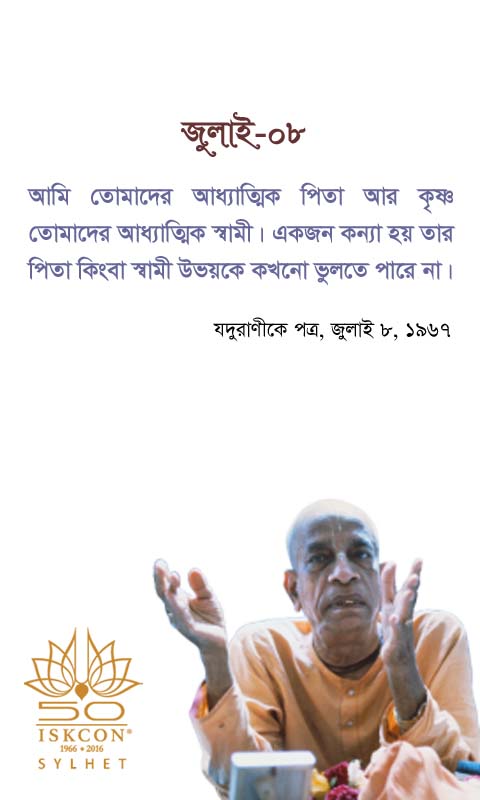 জুলাই-০৮
আমি তোমাদের আধ্যাত্মিক পিতা আর কৃষ্ণ
তোমাদের আধ্যাত্মিক স্বামী। একজন কন্যা হয় তার
পিতা কিংবা স্বামী উভয়কে কখনো ভুলতে পারে না।
যদুরাণীকে পত্র, জুলাই ৮, ১৯৬৭
50
ISKCON®
1966 • 2016
SYLHET